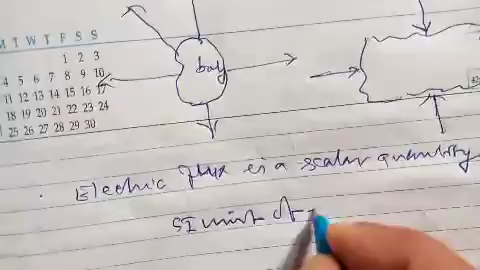 M T W T F S S
1 2 3
4 5 6 7 8 9 10
11 12 13 14 15 16 17
18 19 20 21 22 23 24
25 26 27 28 29 30
body
Electric flux is a scalar quantity
SI unit of